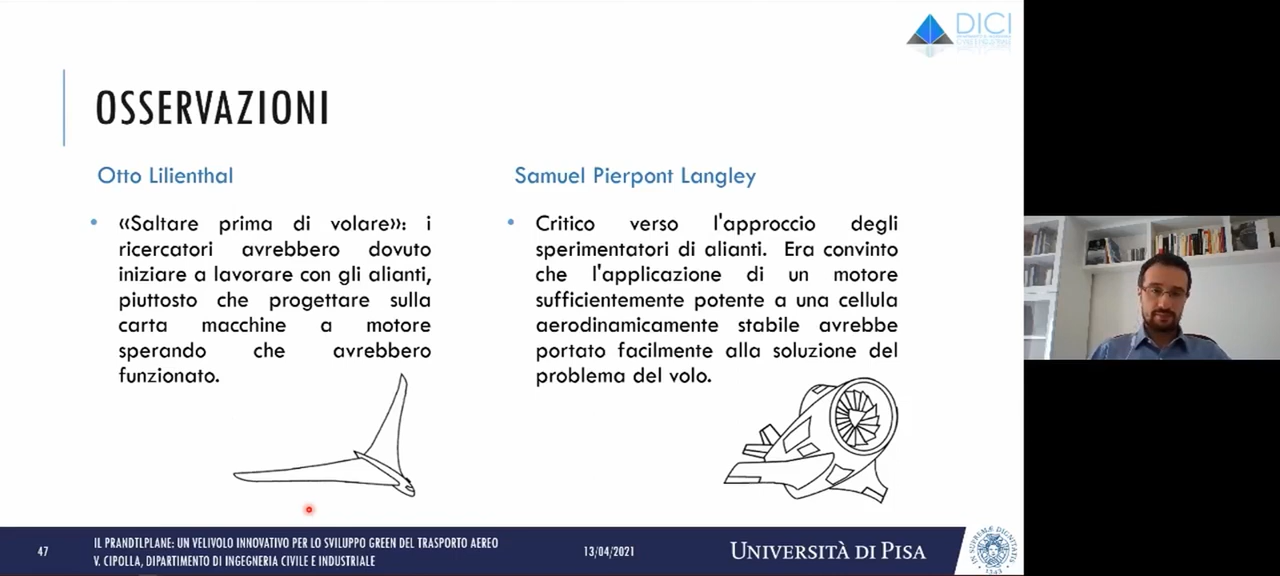 DICI
OSSERVAZIONI
Otto Lilienthal
• «Saltare prima di volare»: i
ricercatori avrebbero dovuto
iniziare a lavorare con gli alianti,
piuttosto che progettare sulla
carta macchine a motore
sperando che avrebbero
funzionato.
Samuel Pierpont Langley
• Critico verso l'approccio degli
sperimentatori di alianti. Era convinto
che l'applicazione di un motore
sufficientemente potente a una cellula
aerodinamicamente stabile avrebbe
portato facilmente alla soluzione del
problema del volo.
47
IL PRANDTLPLANE: UN VELIVOLO INNOVATIVO PER LO SVILUPPO GREEN DEL TRASPORTO AEREO
V. CIPOLLA, DIPARTIMENTO DI INGEGNERIA CIVILE E INDUSTRIALE
13/04/2021
UNIVERSITÀ DI PISA